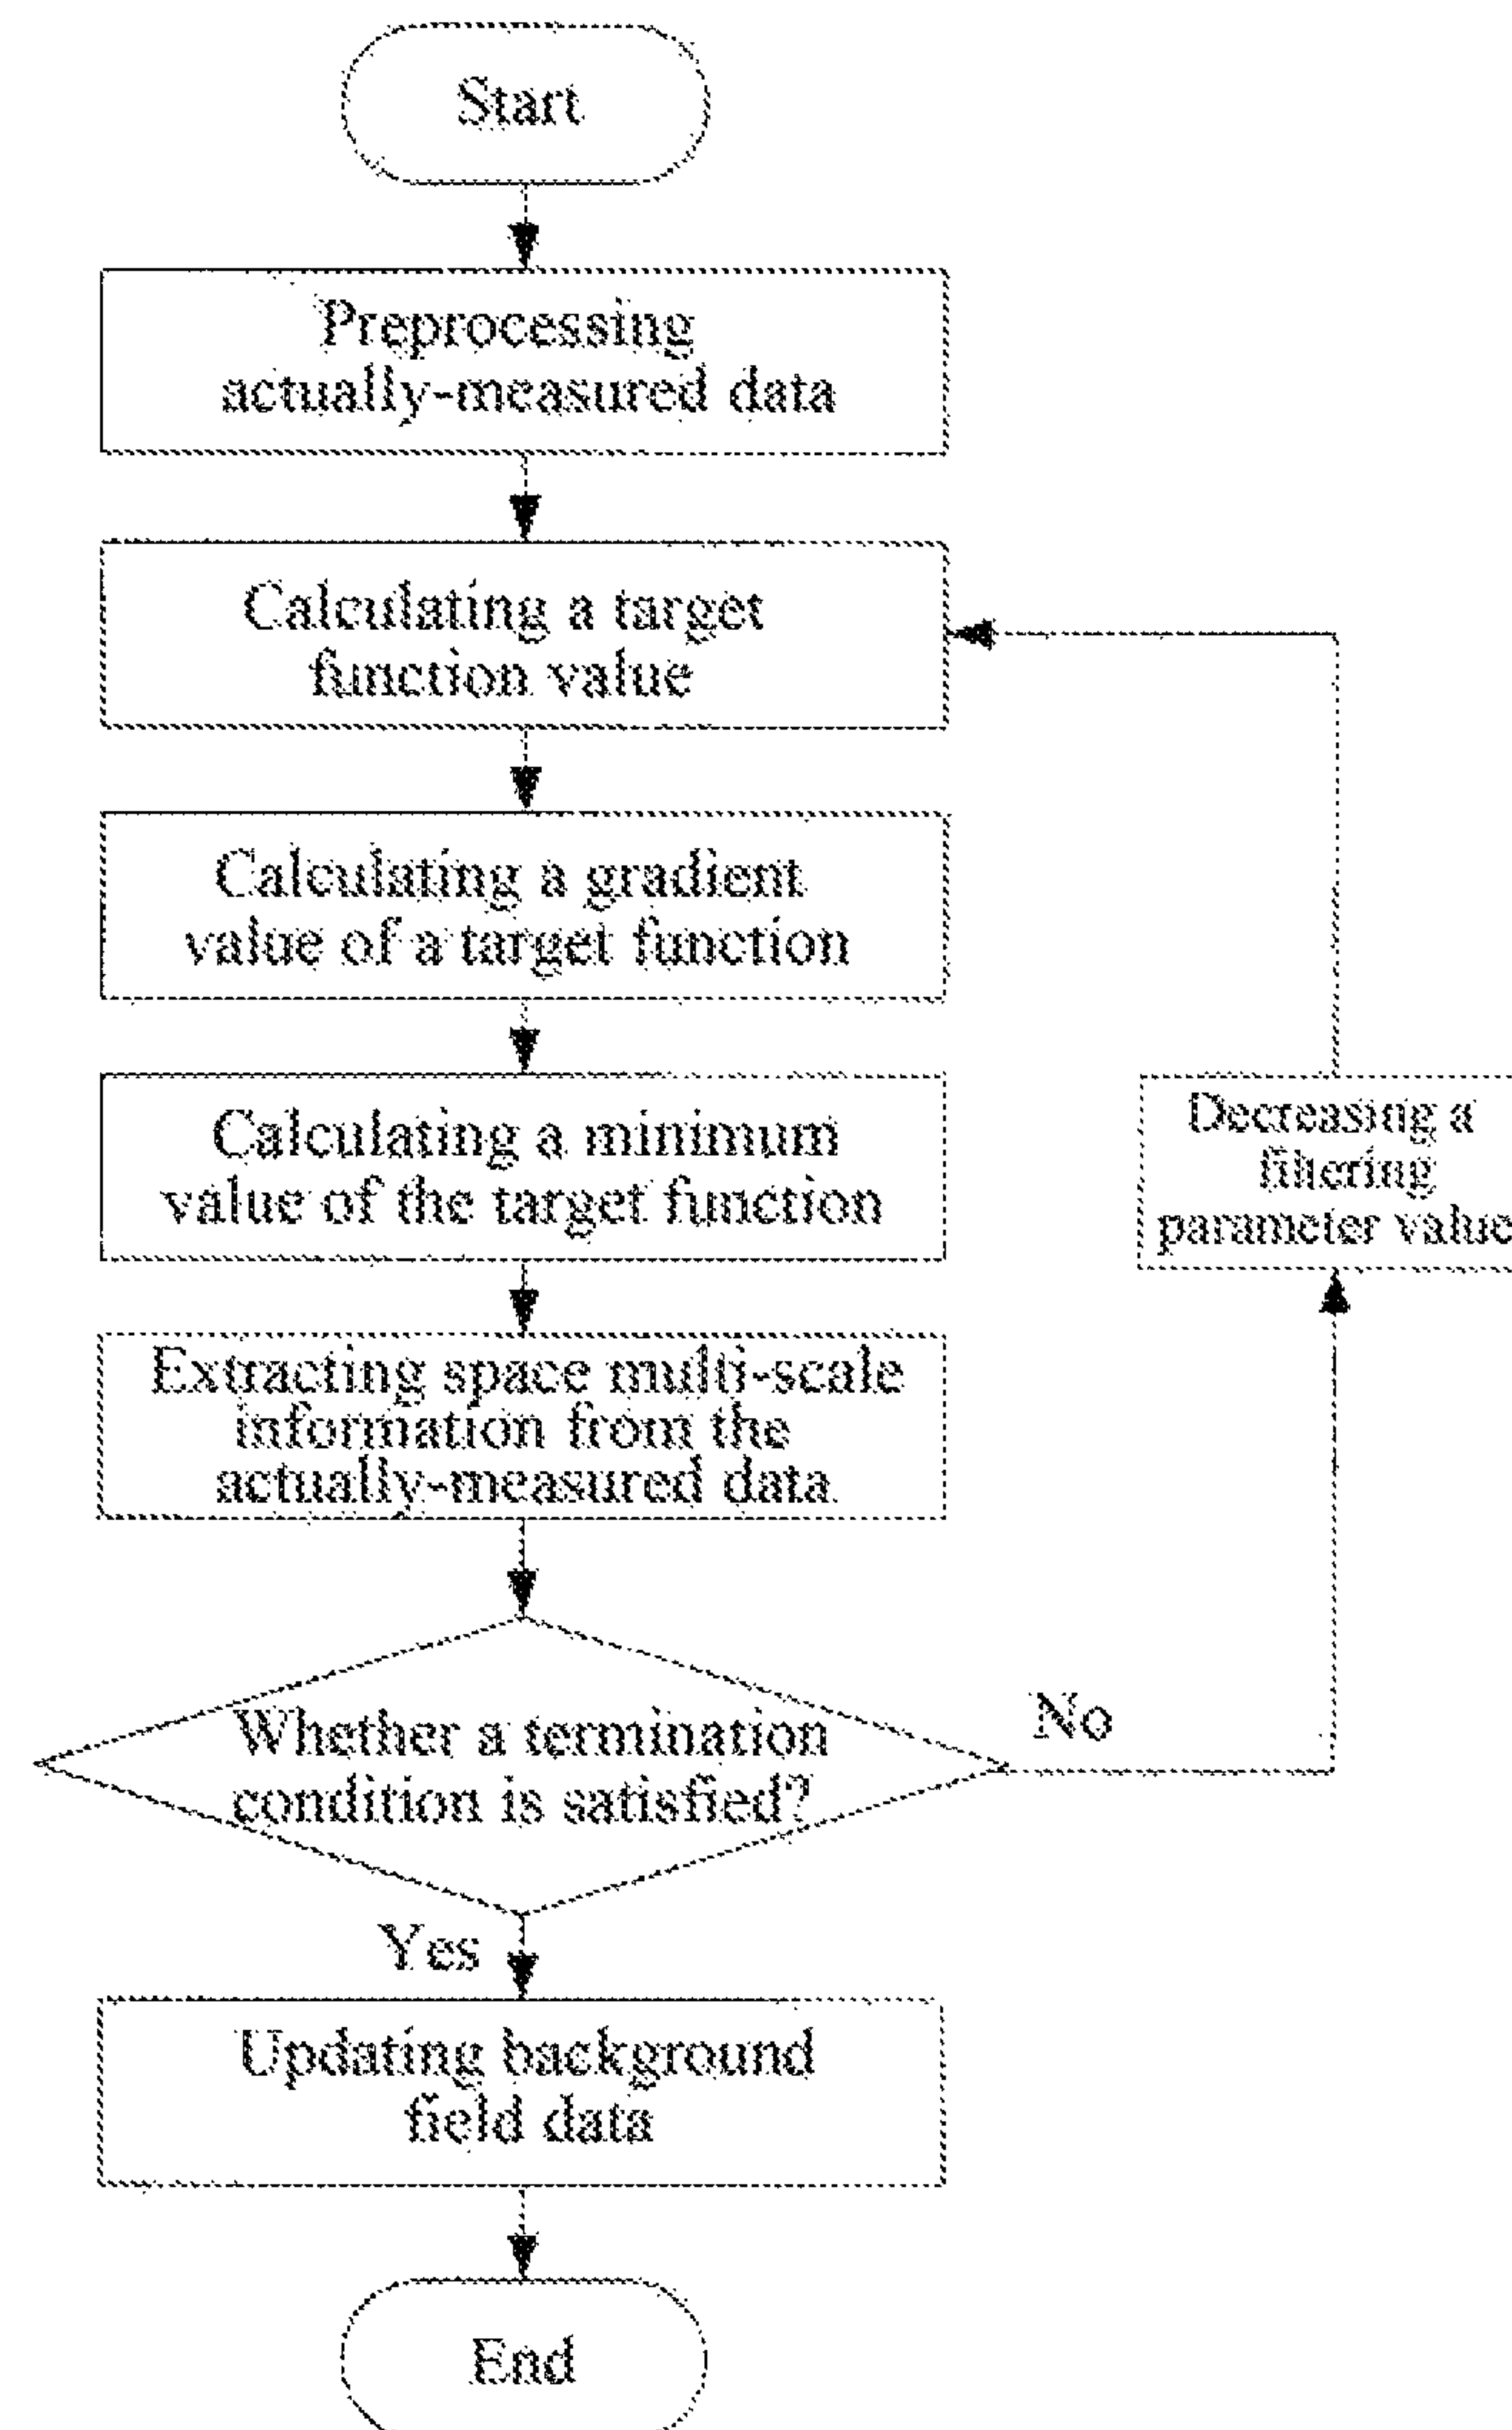 Start
Preprocessing
actually-measured data
Calculating a target
function value
Calculating a gradient
value of a target function
Calculating a minimum
value of the target function
Decreasing a
filtering
parameter value
Extracting space multi-scale
information from the
actually-measured data
Whether a termination
condition is satisfied?
No
Yes
Updating background
field data
End